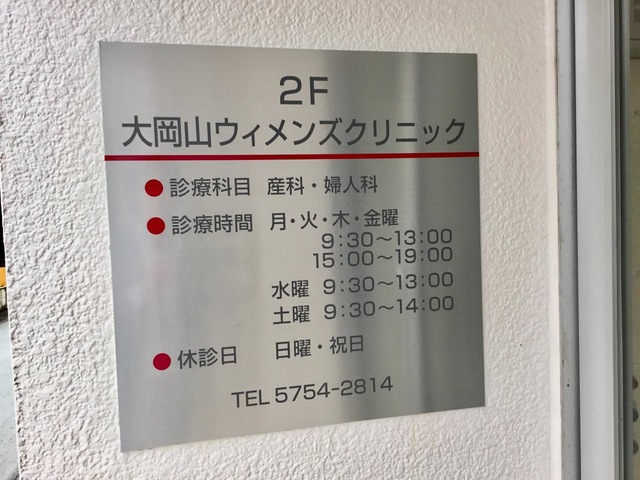 2F
大岡山ウィメンズクリニック
●診療科目 産科・婦人科
●診療時間 月・火・木・金曜
9:30〜13:00
15:00〜19:00
水曜 9:30〜13:00
土曜 9:30〜14:00
●休診日 日曜・祝日
TEL 5754-2814